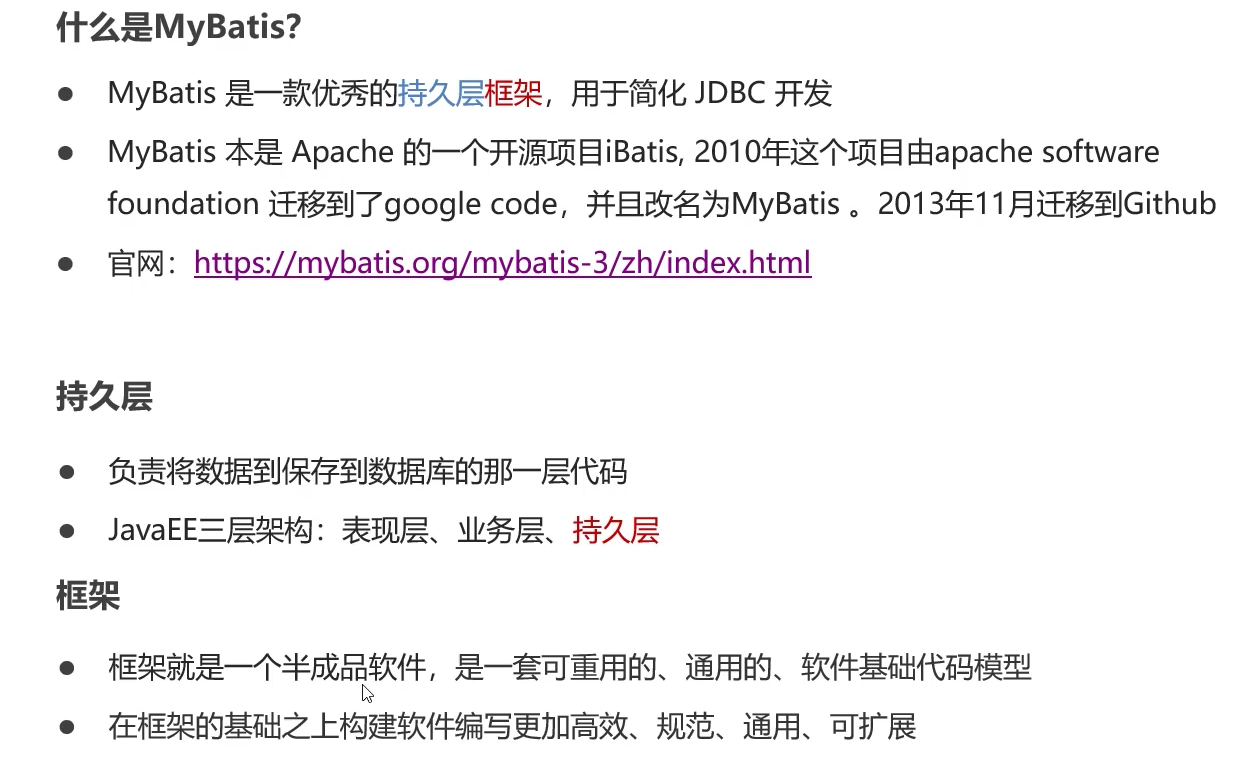 什么是MyBatis?
● MyBatis 是一款优秀的持久层框架，用于简化 JDBC 开发
● MyBatis 本是 Apache 的一个开源项目iBatis, 2010年这个项目由apache software
foundation 迁移到了google code，并且改名为MyBatis 。2013年11月迁移到Github
● 官网：https://mybatis.org/mybatis-3/zh/index.html
持久层
● 负责将数据到保存到数据库的那一层代码
● JavaEE三层架构：表现层、业务层、持久层
框架
● 框架就是一个半成品软件，是一套可重用的、通用的、软件基础代码模型
● 在框架的基础之上构建软件编写更加高效、规范、通用、可扩展